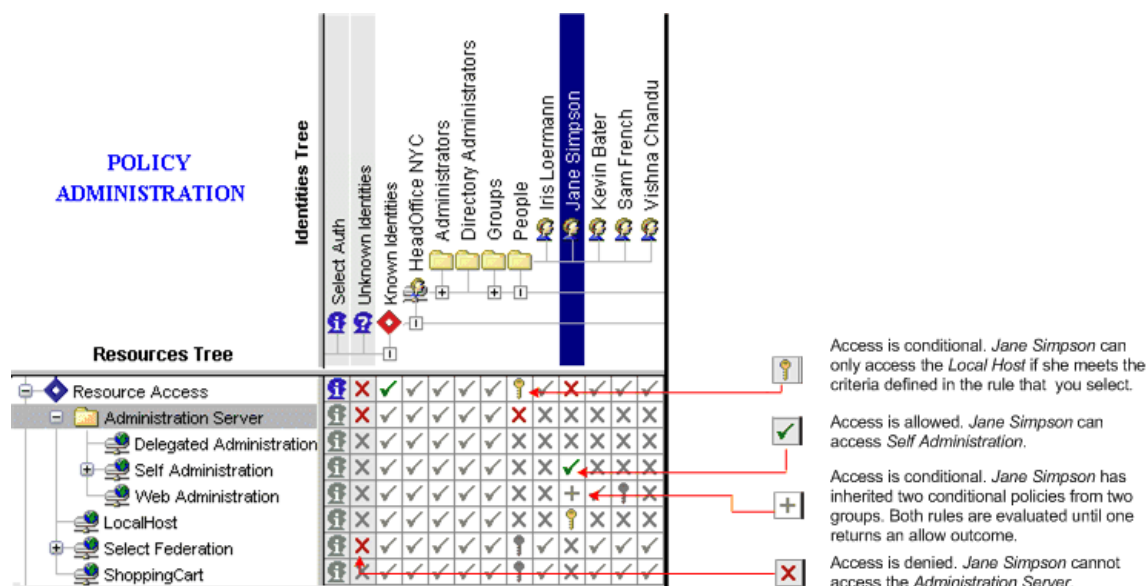 POLICY
ADMINISTRATION
Identities Tree
Select Auth
Unknown Identities
Known Identities
HeadOffice NYC
Administrators
Directory Administrators
Groups
People
Iris Loermann
Jane Simpson
Kevin Bater
Sam French
Vishna Chandu
Resources Tree
Resource Access
Administration Server
Delegated Administration
Self Administration
Web Administration
LocalHost
Select Federation
ShoppingCart
Access is conditional. Jane Simpson can
only access the Local Host if she meets the
criteria defined in the rule that you select.
Access is allowed. Jane Simpson can
access Self Administration.
Access is conditional. Jane Simpson has
inherited two conditional policies from two
groups. Both rules are evaluated until one
returns an allow outcome.
Access is denied. Jane Simpson cannot
access the Administration Server